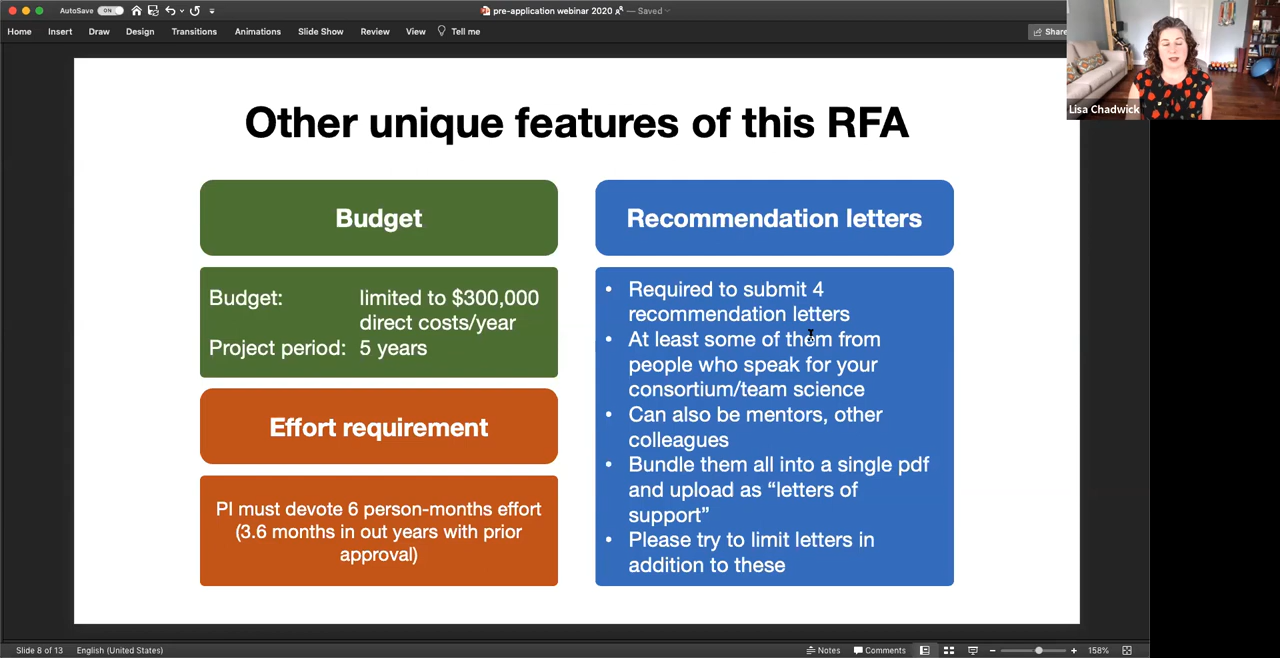 AutoSave ON
pre-application webinar 2020 — Saved
Home Insert Draw Design Transitions Animations Slide Show Review View Tell me
Share
Lisa Chadwick
Other unique features of this RFA
Budget
Budget: limited to $300,000
direct costs/year
Project period: 5 years
Effort requirement
PI must devote 6 person-months effort
(3.6 months in out years with prior
approval)
Recommendation letters
• Required to submit 4
recommendation letters
• At least some of them from
people who speak for your
consortium/team science
• Can also be mentors, other
colleagues
• Bundle them all into a single pdf
and upload as “letters of
support”
• Please try to limit letters in
addition to these
Slide 8 of 13 English (United States)
Notes Comments 158%